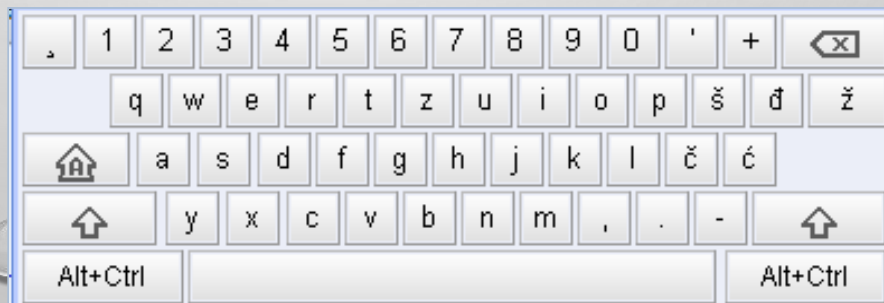 ¸ 1 2 3 4 5 6 7 8 9 0 ' +
q w e r t z u i o p š đ ž
a s d f g h j k l č ć
y x c v b n m , . -
Alt+Ctrl Alt+Ctrl